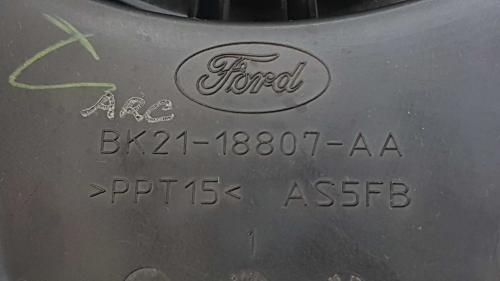 Ford
ARC
BK21-18807-AA
>PPT15< AS5FB
1